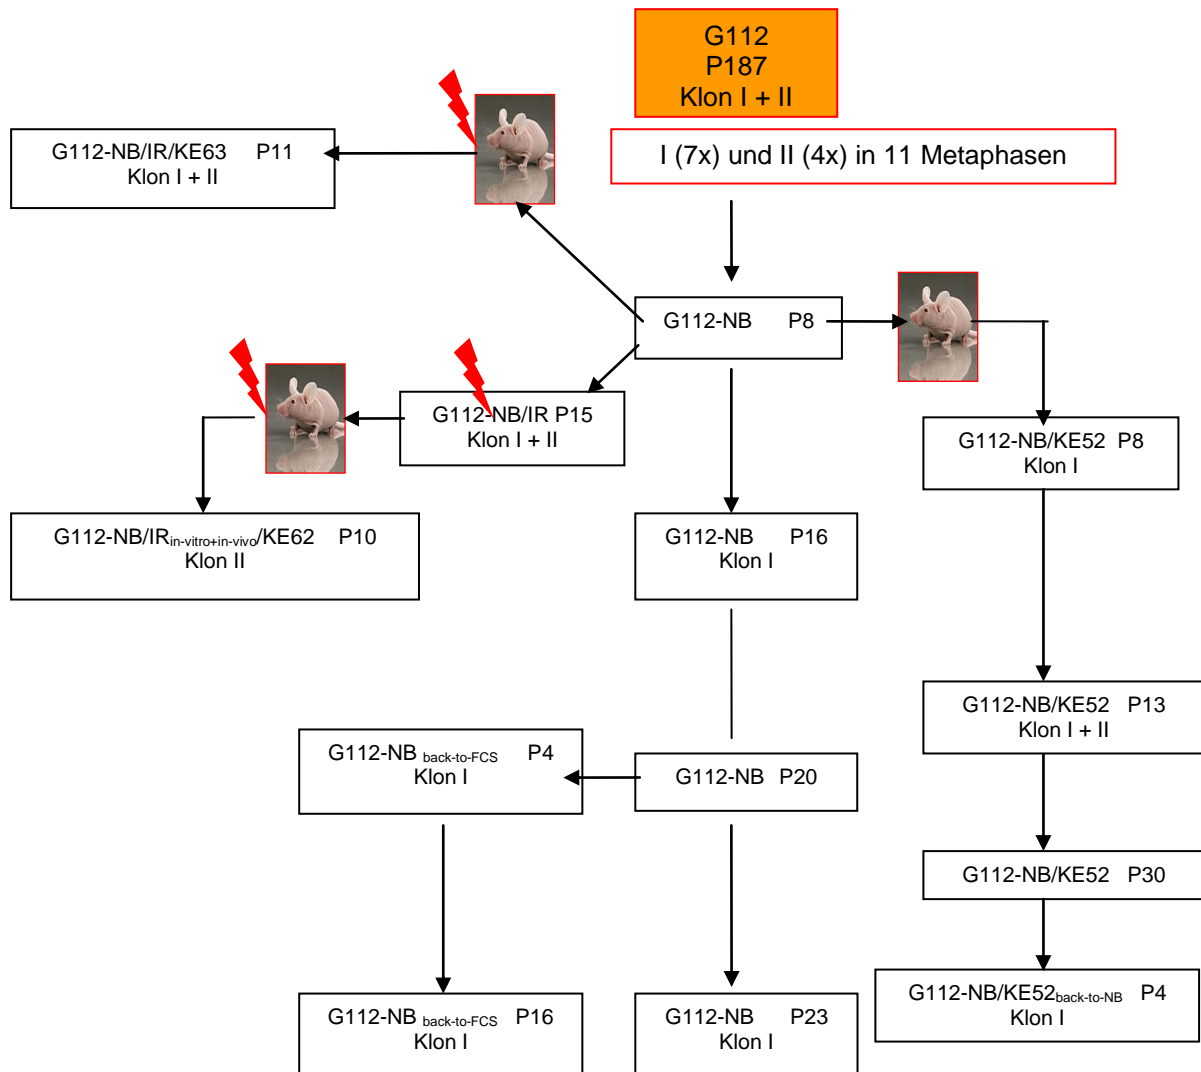 G112
P187
Klon I + II
I (7x) und II (4x) in 11 Metaphasen
G112-NB/IR/KE63 P11
Klon I + II
G112-NB P8
G112-NB/IR P15
Klon I + II
G112-NB/KE52 P8
Klon I
G112-NB/IRin-vitro+in-vivo/KE62 P10
Klon II
G112-NB P16
Klon I
G112-NB/KE52 P13
Klon I + II
G112-NB back-to-FCS P4
Klon I
G112-NB P20
G112-NB/KE52 P30
G112-NB/KE52back-to-NB P4
Klon I
G112-NB back-to-FCS P16
Klon I
G112-NB P23
Klon I